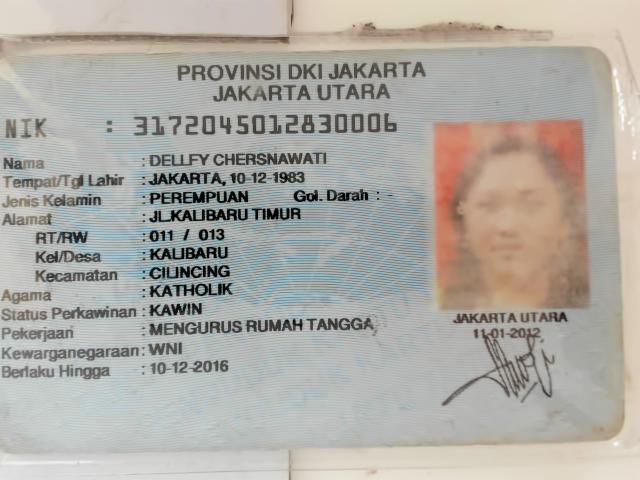 PROVINSI DKI JAKARTA
JAKARTA UTARA
NIK : 3172045012830006
Nama : DELLFY CHERSNAWATI
Tempat/Tgl Lahir : JAKARTA, 10-12-1983
Jenis Kelamin : PEREMPUAN Gol. Darah : -
Alamat : JL.KALIBARU TIMUR
RT/RW : 011 / 013
Kel/Desa : KALIBARU
Kecamatan : CILINCING
Agama : KATHOLIK
Status Perkawinan : KAWIN
Pekerjaan : MENGURUS RUMAH TANGGA
Kewarganegaraan : WNI
Berlaku Hingga : 10-12-2016
JAKARTA UTARA
11-01-2012